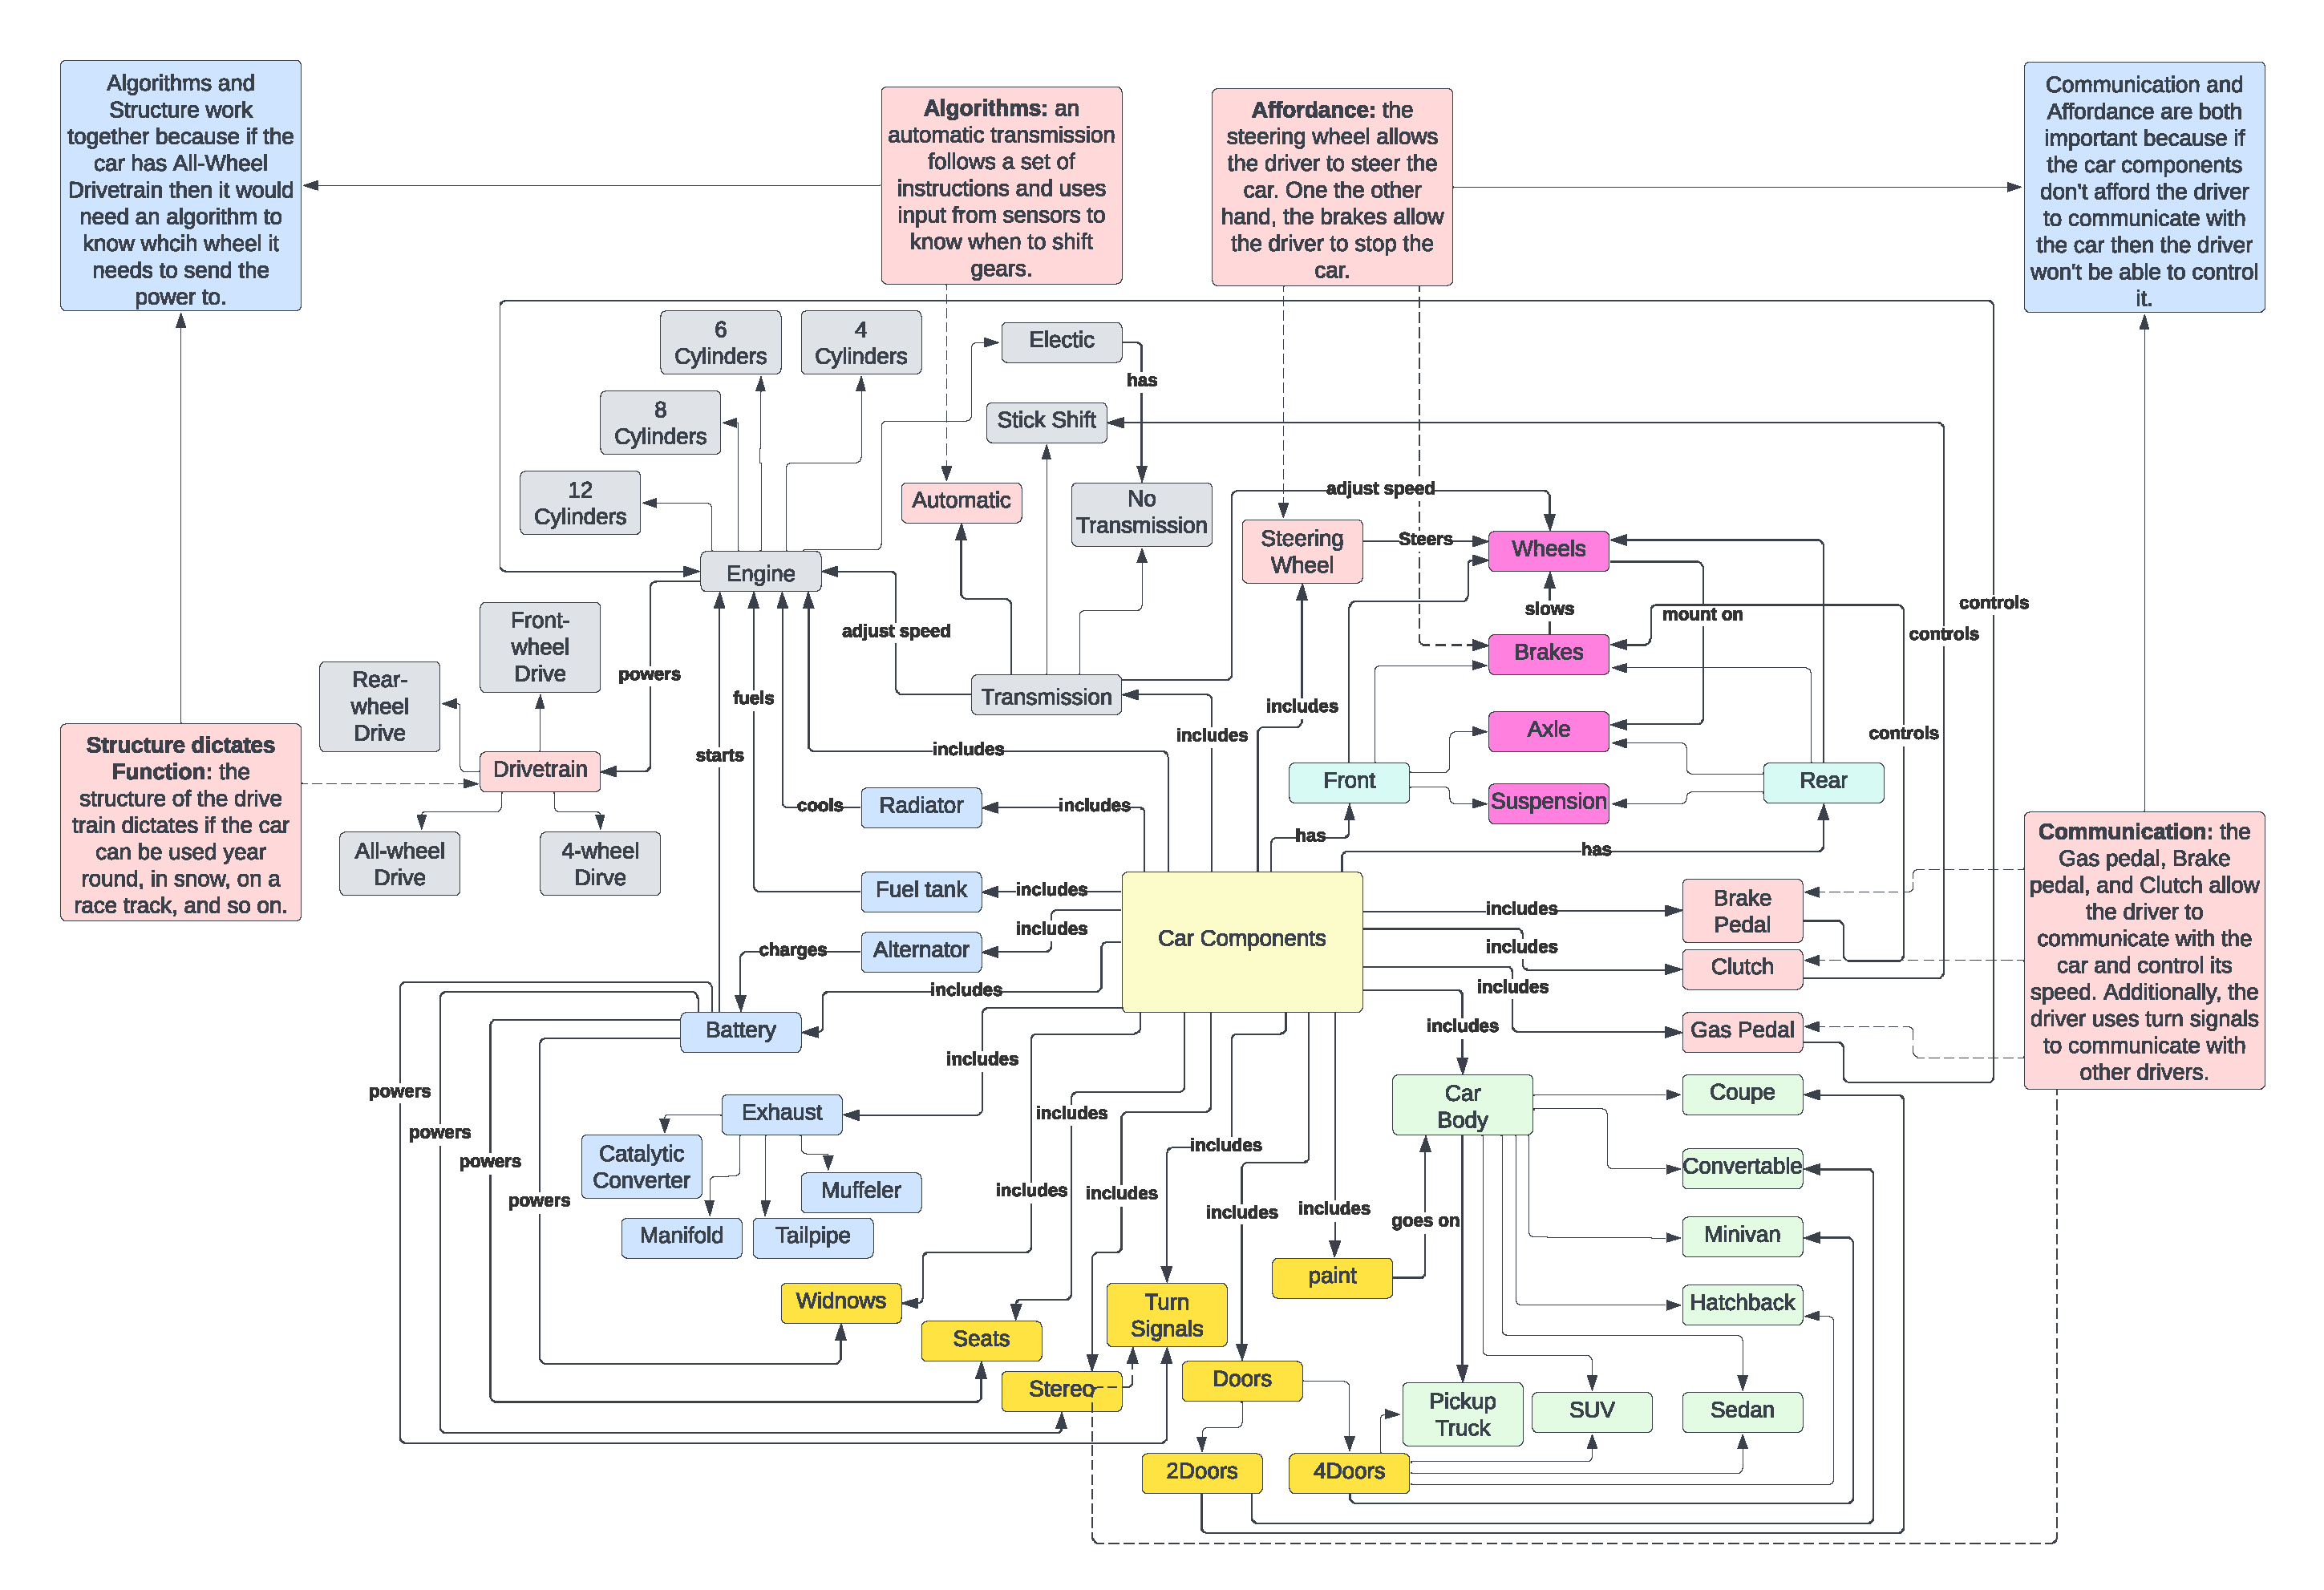 Algorithms and
Structure work
together because if the
car has All-Wheel
Drivetrain then it would
need an algorithm to
know whcih wheel it
needs to send the
power to.
Algorithms: an
automatic transmission
follows a set of
instructions and uses
input from sensors to
know when to shift
gears.
Affordance: the
steering wheel allows
the driver to steer the
car. One the other
hand, the brakes allow
the driver to stop the
car.
Communication and
Affordance are both
important because if
the car components
don't afford the driver
to communicate with
the car then the driver
won't be able to control
it.
6
Cylinders
4
Cylinders
Electic
has
8
Cylinders
Stick Shift
12
Cylinders
Automatic
No
Transmission
adjust speed
Steering
Wheel
Steers
Wheels
Engine
slows
mount on
controls
controls
controls
Front-
wheel
Drive
adjust speed
Brakes
Rear-
wheel
Drive
powers
fuels
Transmission
includes
includes
includes
starts
Axle
Structure dictates
Function: the
structure of the drive
train dictates if the car
can be used year
round, in snow, on a
race track, and so on.
Drivetrain
Front
Rear
Suspension
cools
Radiator
includes
has
has
All-wheel
Drive
4-wheel
Dirve
Communication: the
Gas pedal, Brake
pedal, and Clutch allow
the driver to
communicate with the
car and control its
speed. Additionally, the
driver uses turn signals
to communicate with
other drivers.
Fuel tank
includes
includes
Car Components
includes
Brake
Pedal
charges
Alternator
includes
Clutch
includes
includes
Battery
includes
Gas Pedal
includes
powers
powers
powers
powers
Exhaust
includes
Car
Body
Coupe
Catalytic
Converter
Muffeler
Manifold
Tailpipe
includes
includes
includes
includes
includes
goes on
Convertable
Minivan
Hatchback
paint
Widnows
Seats
Turn
Signals
Stereo
Doors
Pickup
Truck
SUV
Sedan
2Doors
4Doors